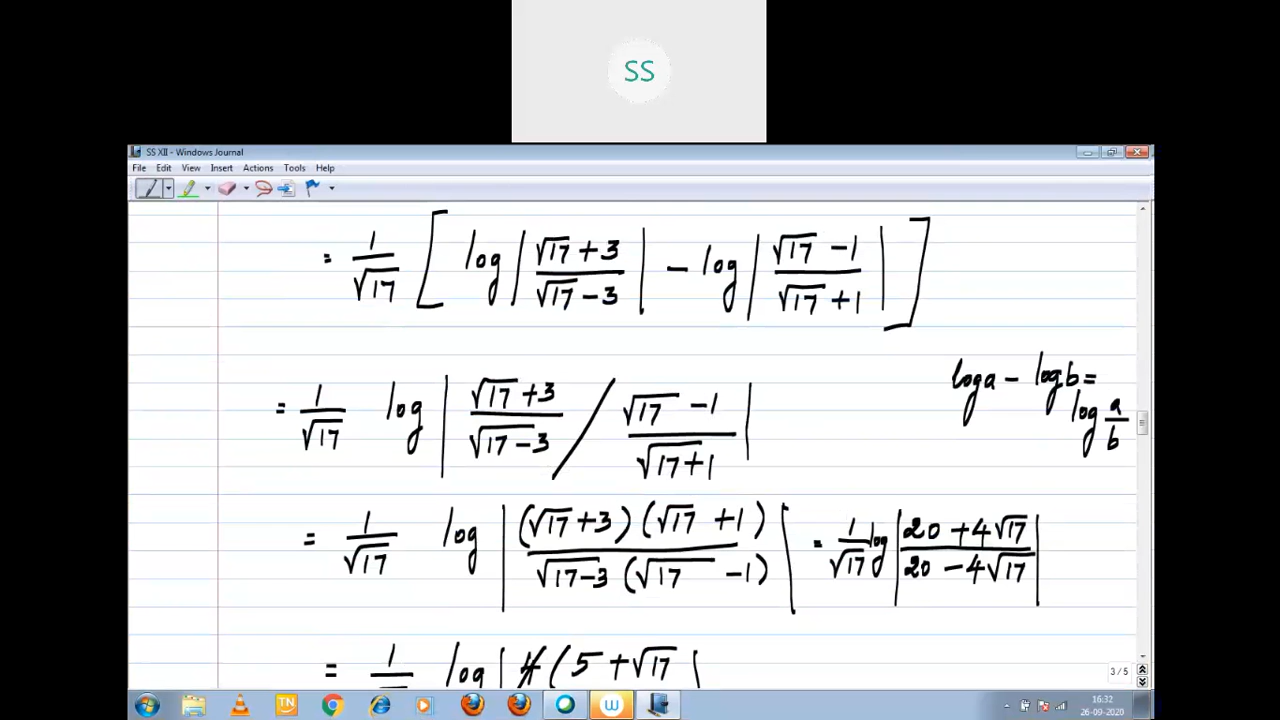 SS
SS XII - Windows Journal
File Edit View Insert Actions Tools Help
= 1/√17 [ log | (√17 + 3)/(√17 - 3) | - log | (√17 - 1)/(√17 + 1) | ]
log a - log b =
log a/b
= 1/√17 log | (√17 + 3)/(√17 - 3) / (√17 - 1)/(√17 + 1) |
= 1/√17 log | (√17 + 3)(√17 + 1)/(√17 - 3 (√17 - 1) | = 1/√17 log | (20 + 4√17)/(20 - 4√17) |
= 1 log | 4(5 + √17 |
3 / 5
TN
W
16:32
26-09-2020